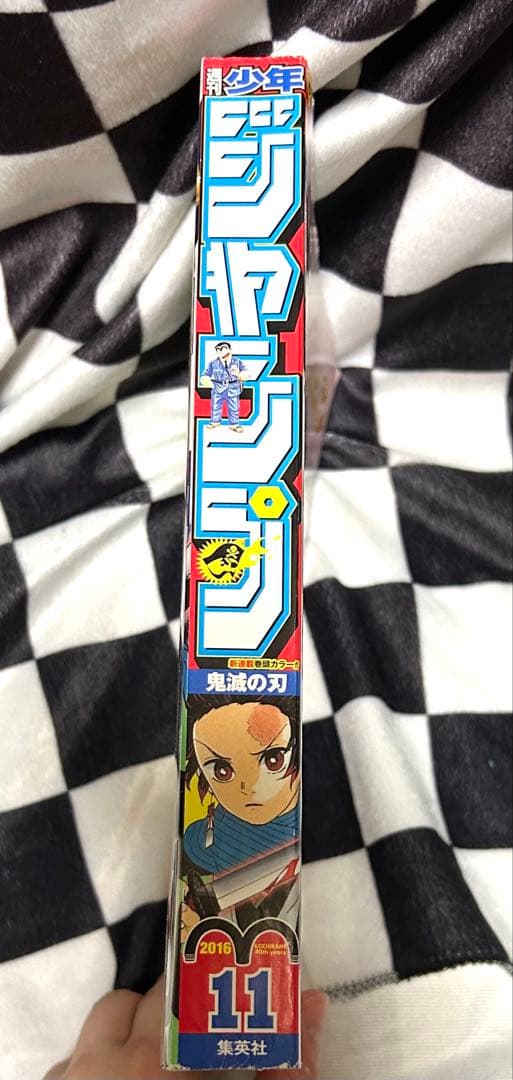 週刊
少年
ジャンプ
新連載巻頭カラー!!
鬼滅の刃
2016
KOCHIKAME
40th years
11
集英社